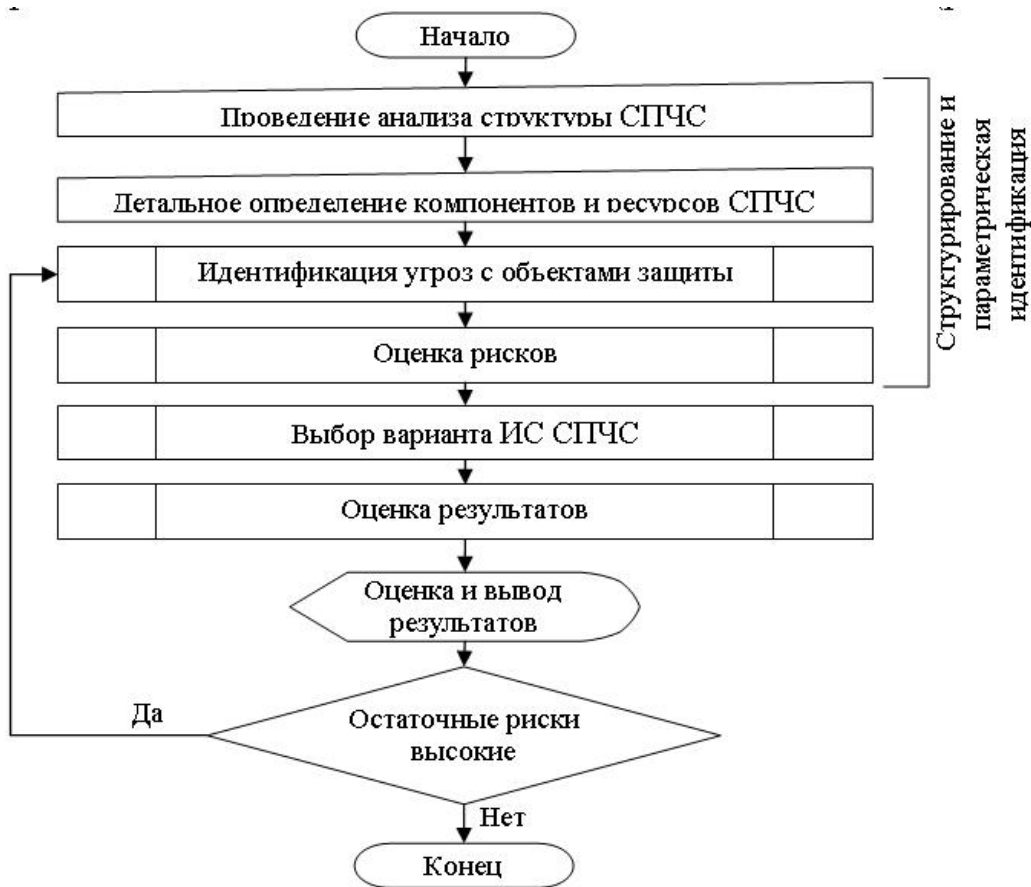 Начало
Проведение анализа структуры СПЧС
Детальное определение компонентов и ресурсов СПЧС
Идентификация угроз с объектами защиты
Оценка рисков
Выбор варианта ИС СПЧС
Оценка результатов
Оценка и вывод
результатов
Остаточные риски
высокие
Да
Нет
Конец
Структурирование и
параметрическая
идентификация